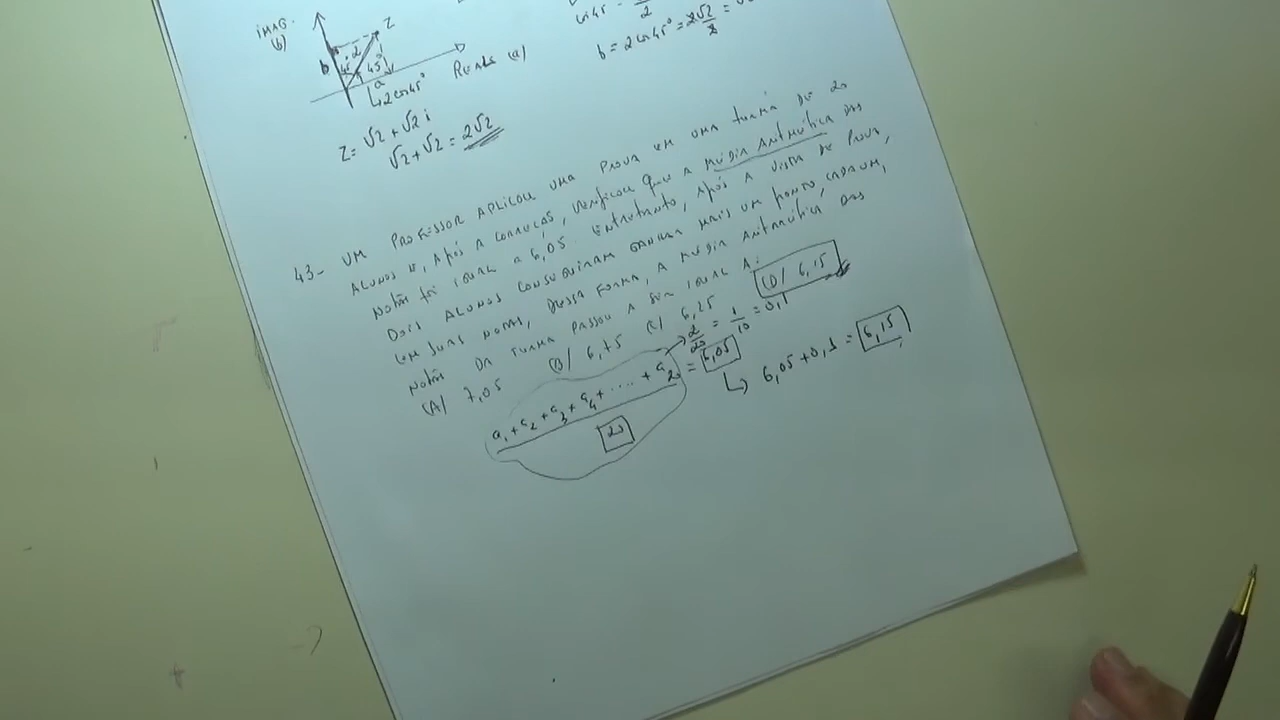 IMAG.
(b)
z
2
b
45°
45°
a
REAIS (a)
↳2cos45°
cos45 =
2
b = 2cos45° = 2√2/2 =
z = √2 + √2 i
√2 + √2 = 2√2
43- UM PROFESSOR APLICOU UMA PROVA EM UMA TURMA DE 20
ALUNOS E, APÓS A CORREÇÃO, VERIFICOU QUE A MÉDIA ARITMÉTICA DAS
NOTAS FOI IGUAL A 6,05. ENTRETANTO, APÓS A VISTA DE PROVA,
DOIS ALUNOS CONSEGUIRAM GANHAR MAIS UM PONTO, CADA UM,
EM SUAS NOTAS, DESSA FORMA, A MÉDIA ARITMÉTICA DAS
NOTAS DA TURMA PASSOU A SER IGUAL A:
(A) 7,05 (B) 6,75 (C) 6,25 (D) 6,15
2/20 = 1/10 = 0,1
a₁ + a₂ + a₃ + a₄ + ..... + a₂₀ = 6,05
20
↳ 6,05 + 0,1 = 6,15